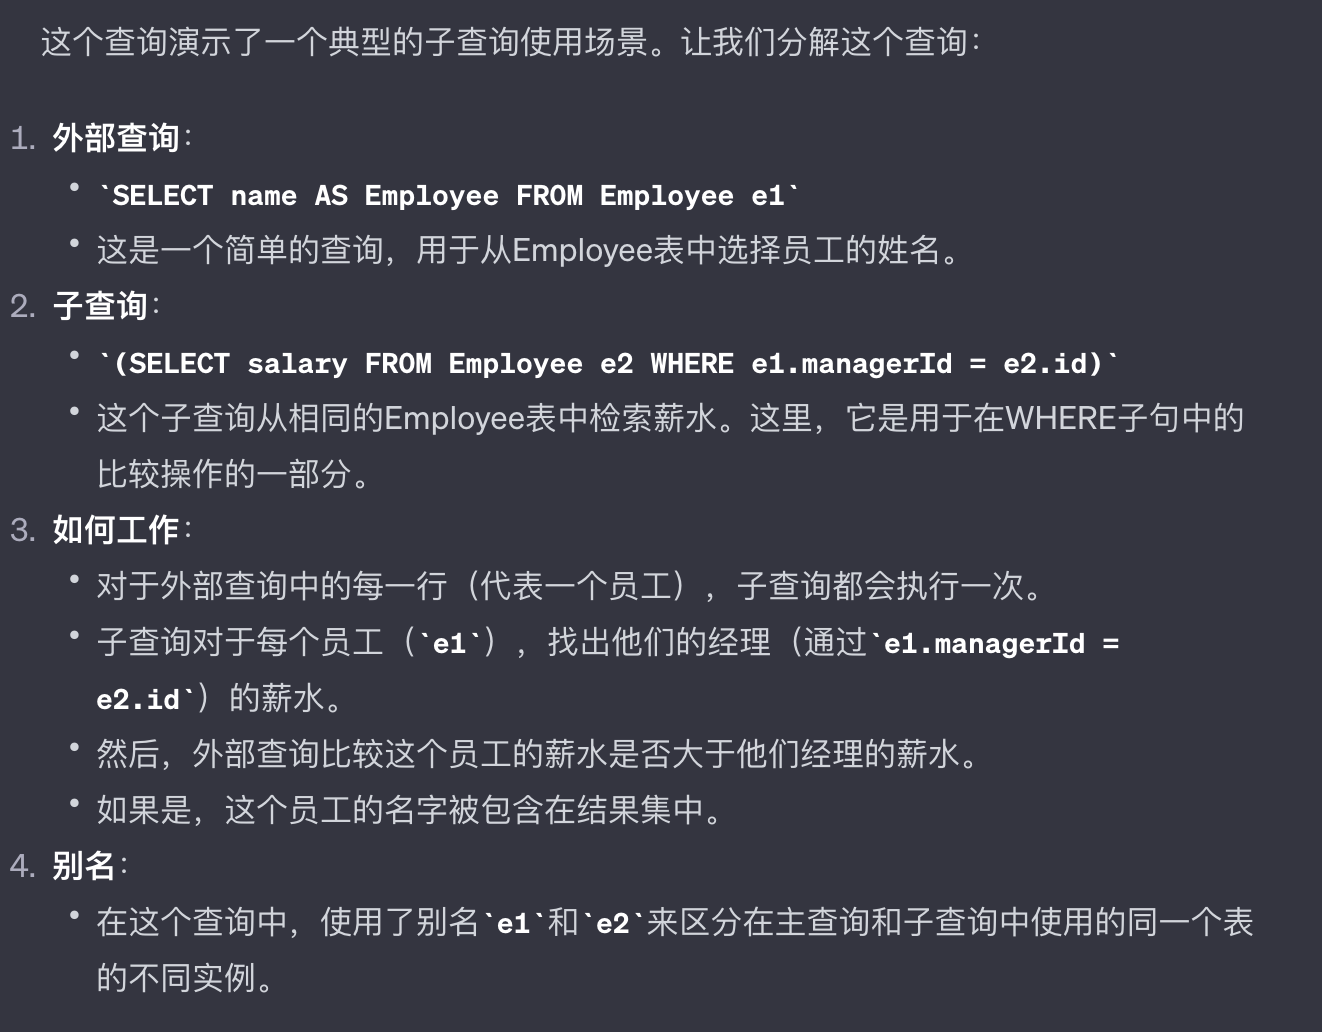 这个查询演示了一个典型的子查询使用场景。让我们分解这个查询：
1. 外部查询：
• `SELECT name AS Employee FROM Employee e1`
• 这是一个简单的查询，用于从Employee表中选择员工的姓名。
2. 子查询：
• `(SELECT salary FROM Employee e2 WHERE e1.managerId = e2.id)`
• 这个子查询从相同的Employee表中检索薪水。这里，它是用于在WHERE子句中的
比较操作的一部分。
3. 如何工作：
• 对于外部查询中的每一行（代表一个员工），子查询都会执行一次。
• 子查询对于每个员工（`e1`），找出他们的经理（通过`e1.managerId =
e2.id`）的薪水。
• 然后，外部查询比较这个员工的薪水是否大于他们经理的薪水。
• 如果是，这个员工的名字被包含在结果集中。
4. 别名：
• 在这个查询中，使用了别名`e1`和`e2`来区分在主查询和子查询中使用的同一个表
的不同实例。